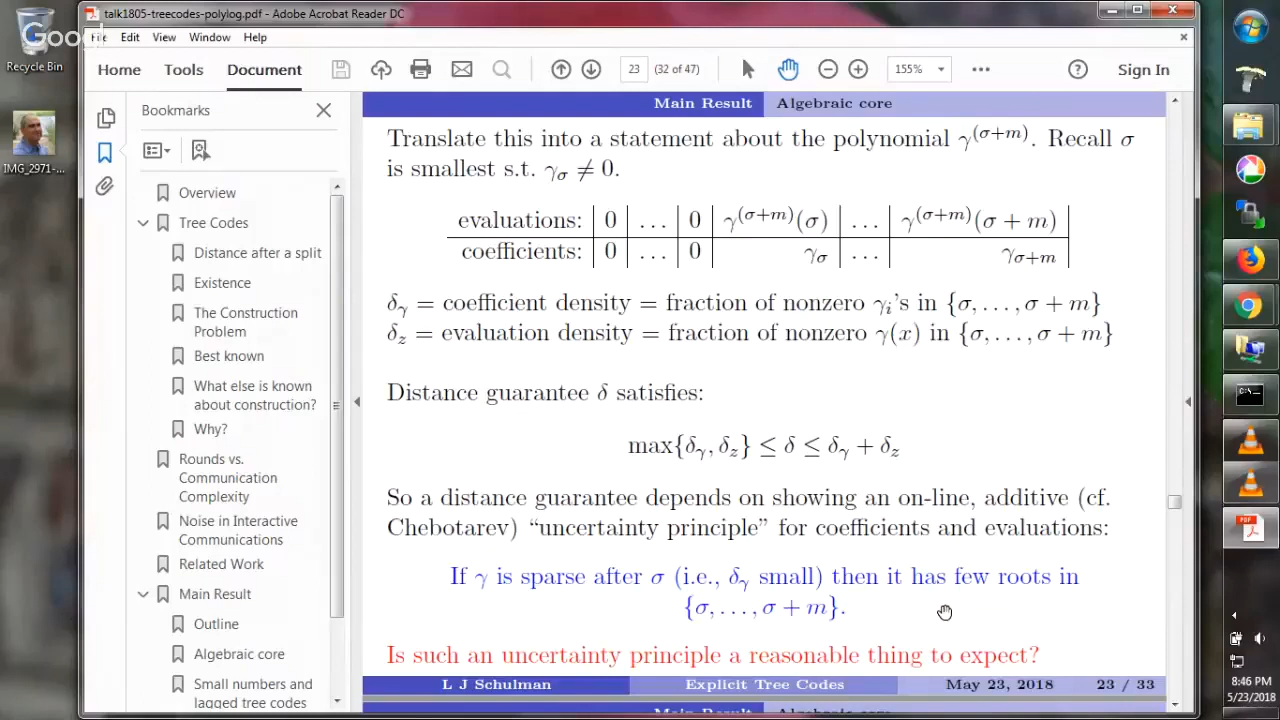 talk1805-treecodes-polylog.pdf - Adobe Acrobat Reader DC
Good
Edit View Window Help
Recycle Bin
IMG_2971-...
Home Tools Document 23 (32 of 47) 155% Sign In
Bookmarks
Overview
Tree Codes
Distance after a split
Existence
The Construction
Problem
Best known
What else is known
about construction?
Why?
Rounds vs.
Communication
Complexity
Noise in Interactive
Communications
Related Work
Main Result
Outline
Algebraic core
Small numbers and
lagged tree codes
Main Result Algebraic core
Translate this into a statement about the polynomial γ^(σ+m). Recall σ
is smallest s.t. γ_σ ≠ 0.
evaluations: 0 ... 0 γ^(σ+m)(σ) ... γ^(σ+m)(σ + m)
coefficients: 0 ... 0 γ_σ ... γ_σ+m
δ_γ = coefficient density = fraction of nonzero γ_i's in {σ, ..., σ + m}
δ_z = evaluation density = fraction of nonzero γ(x) in {σ, ..., σ + m}
Distance guarantee δ satisfies:
max{δ_γ, δ_z} ≤ δ ≤ δ_γ + δ_z
So a distance guarantee depends on showing an on-line, additive (cf.
Chebotarev) “uncertainty principle” for coefficients and evaluations:
If γ is sparse after σ (i.e., δ_γ small) then it has few roots in
{σ, ..., σ + m}.
Is such an uncertainty principle a reasonable thing to expect?
L J Schulman Explicit Tree Codes May 23, 2018 23 / 33
Main Result Algebraic core
8:46 PM
5/23/2018